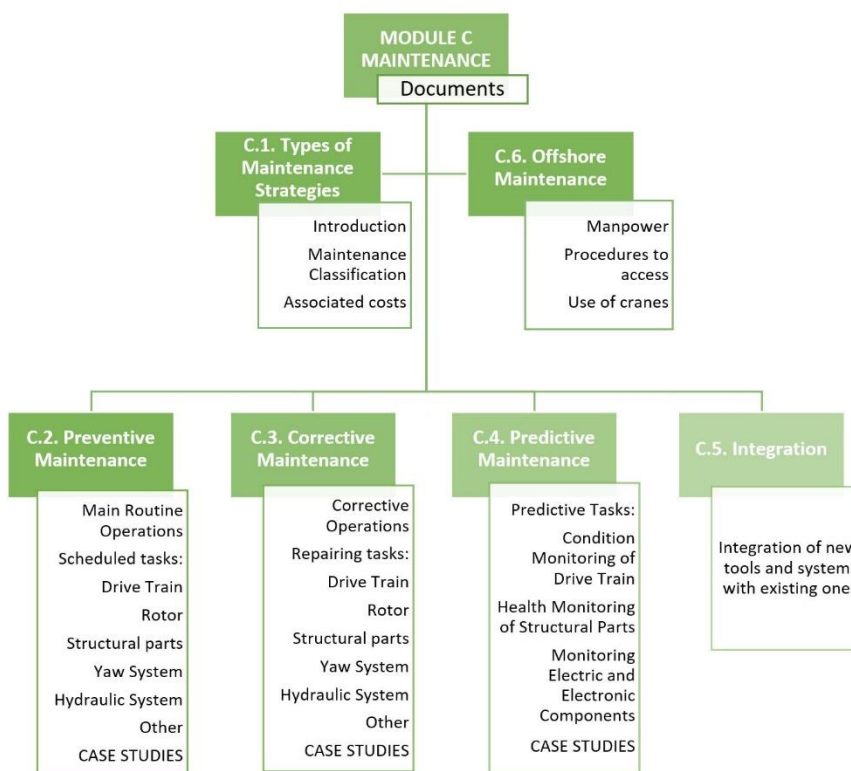 MODULE C
MAINTENANCE
Documents
C.1. Types of
Maintenance
Strategies
Introduction
Maintenance
Classification
Associated costs
C.6. Offshore
Maintenance
Manpower
Procedures to
access
Use of cranes
C.2. Preventive
Maintenance
Main Routine
Operations
Scheduled tasks:
Drive Train
Rotor
Structural parts
Yaw System
Hydraulic System
Other
CASE STUDIES
C.3. Corrective
Maintenance
Corrective
Operations
Repairing tasks:
Drive Train
Rotor
Structural parts
Yaw System
Hydraulic System
Other
CASE STUDIES
C.4. Predictive
Maintenance
Predictive Tasks:
Condition
Monitoring of
Drive Train
Health Monitoring
of Structural Parts
Monitoring
Electric and
Electronic
Components
CASE STUDIES
C.5. Integration
Integration of new
tools and system
with existing one